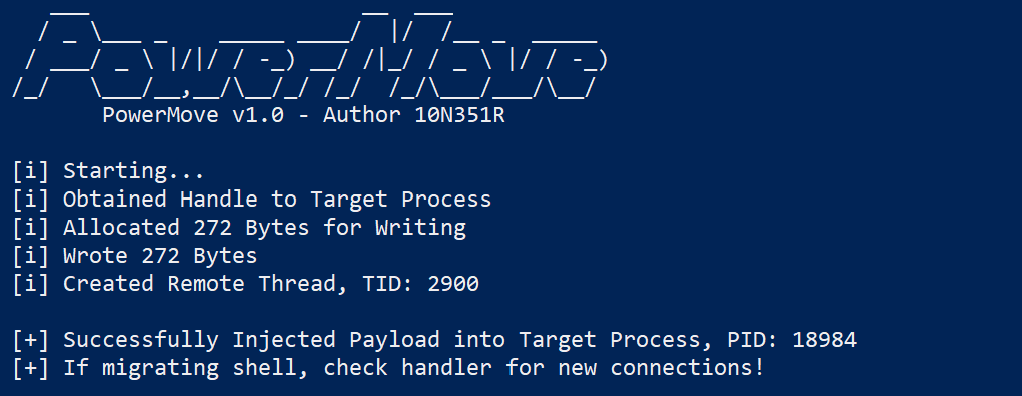 PowerMove
PowerMove v1.0 - Author 10N351R
[i] Starting...
[i] Obtained Handle to Target Process
[i] Allocated 272 Bytes for Writing
[i] Wrote 272 Bytes
[i] Created Remote Thread, TID: 2900
[+] Successfully Injected Payload into Target Process, PID: 18984
[+] If migrating shell, check handler for new connections!